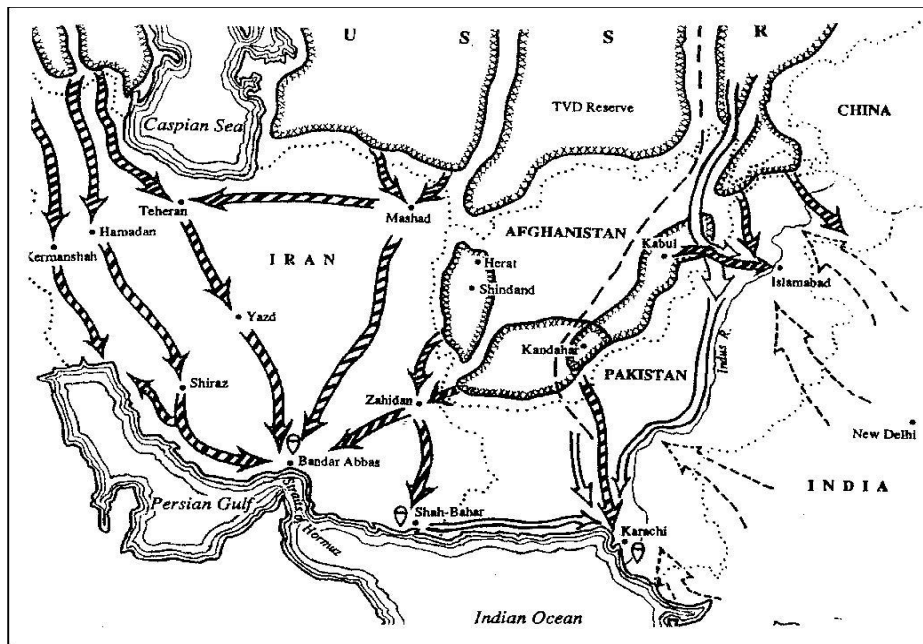 U S S R
TVD Reserve
CHINA
Caspian Sea
Teheran
Mashad
Hamadan
AFGHANISTAN
Kabul
Kermanshah
IRAN
Herat
Islamabad
Shindand
Yazd
Indus R.
Kandahar
PAKISTAN
Shiraz
Zahidan
New Delhi
Bandar Abbas
INDIA
Persian Gulf
Straits of
Hormuz
Shah-Bahar
Karachi
Indian Ocean